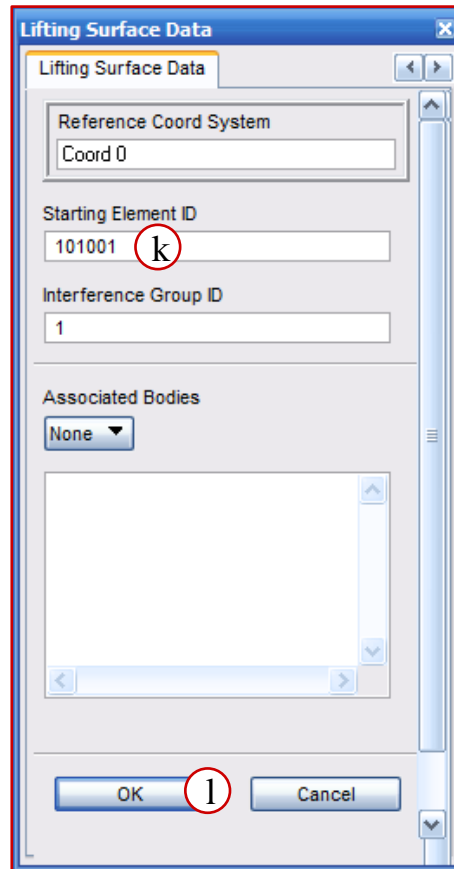 Lifting Surface Data
Lifting Surface Data
Reference Coord System
Coord 0
Starting Element ID
101001 k
Interference Group ID
1
Associated Bodies
None
OK l Cancel